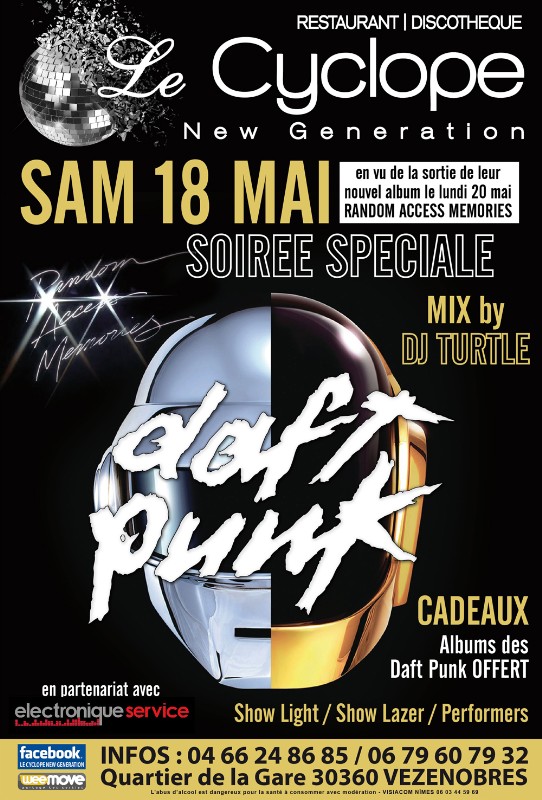 RESTAURANT | DISCOTHEQUE
Le Cyclope
New Generation
SAM 18 MAI
en vu de la sortie de leur
nouvel album le lundi 20 mai
RANDOM ACCESS MEMORIES
SOIREE SPECIALE
Random
Access
Memories
MIX by
DJ TURTLE
daft
punk
CADEAUX
Albums des
Daft Punk OFFERT
en partenariat avec
electroniqueservice
Show Light / Show Lazer / Performers
facebook
LE CYCLOPE NEW GENERATION
weemove
INFOS : 04 66 24 86 85 / 06 79 60 79 32
Quartier de la Gare 30360 VEZENOBRES
L'abus d'alcool est dangereux pour la santé à consommer avec modération - VISIACOM NÎMES 06 03 44 59 69